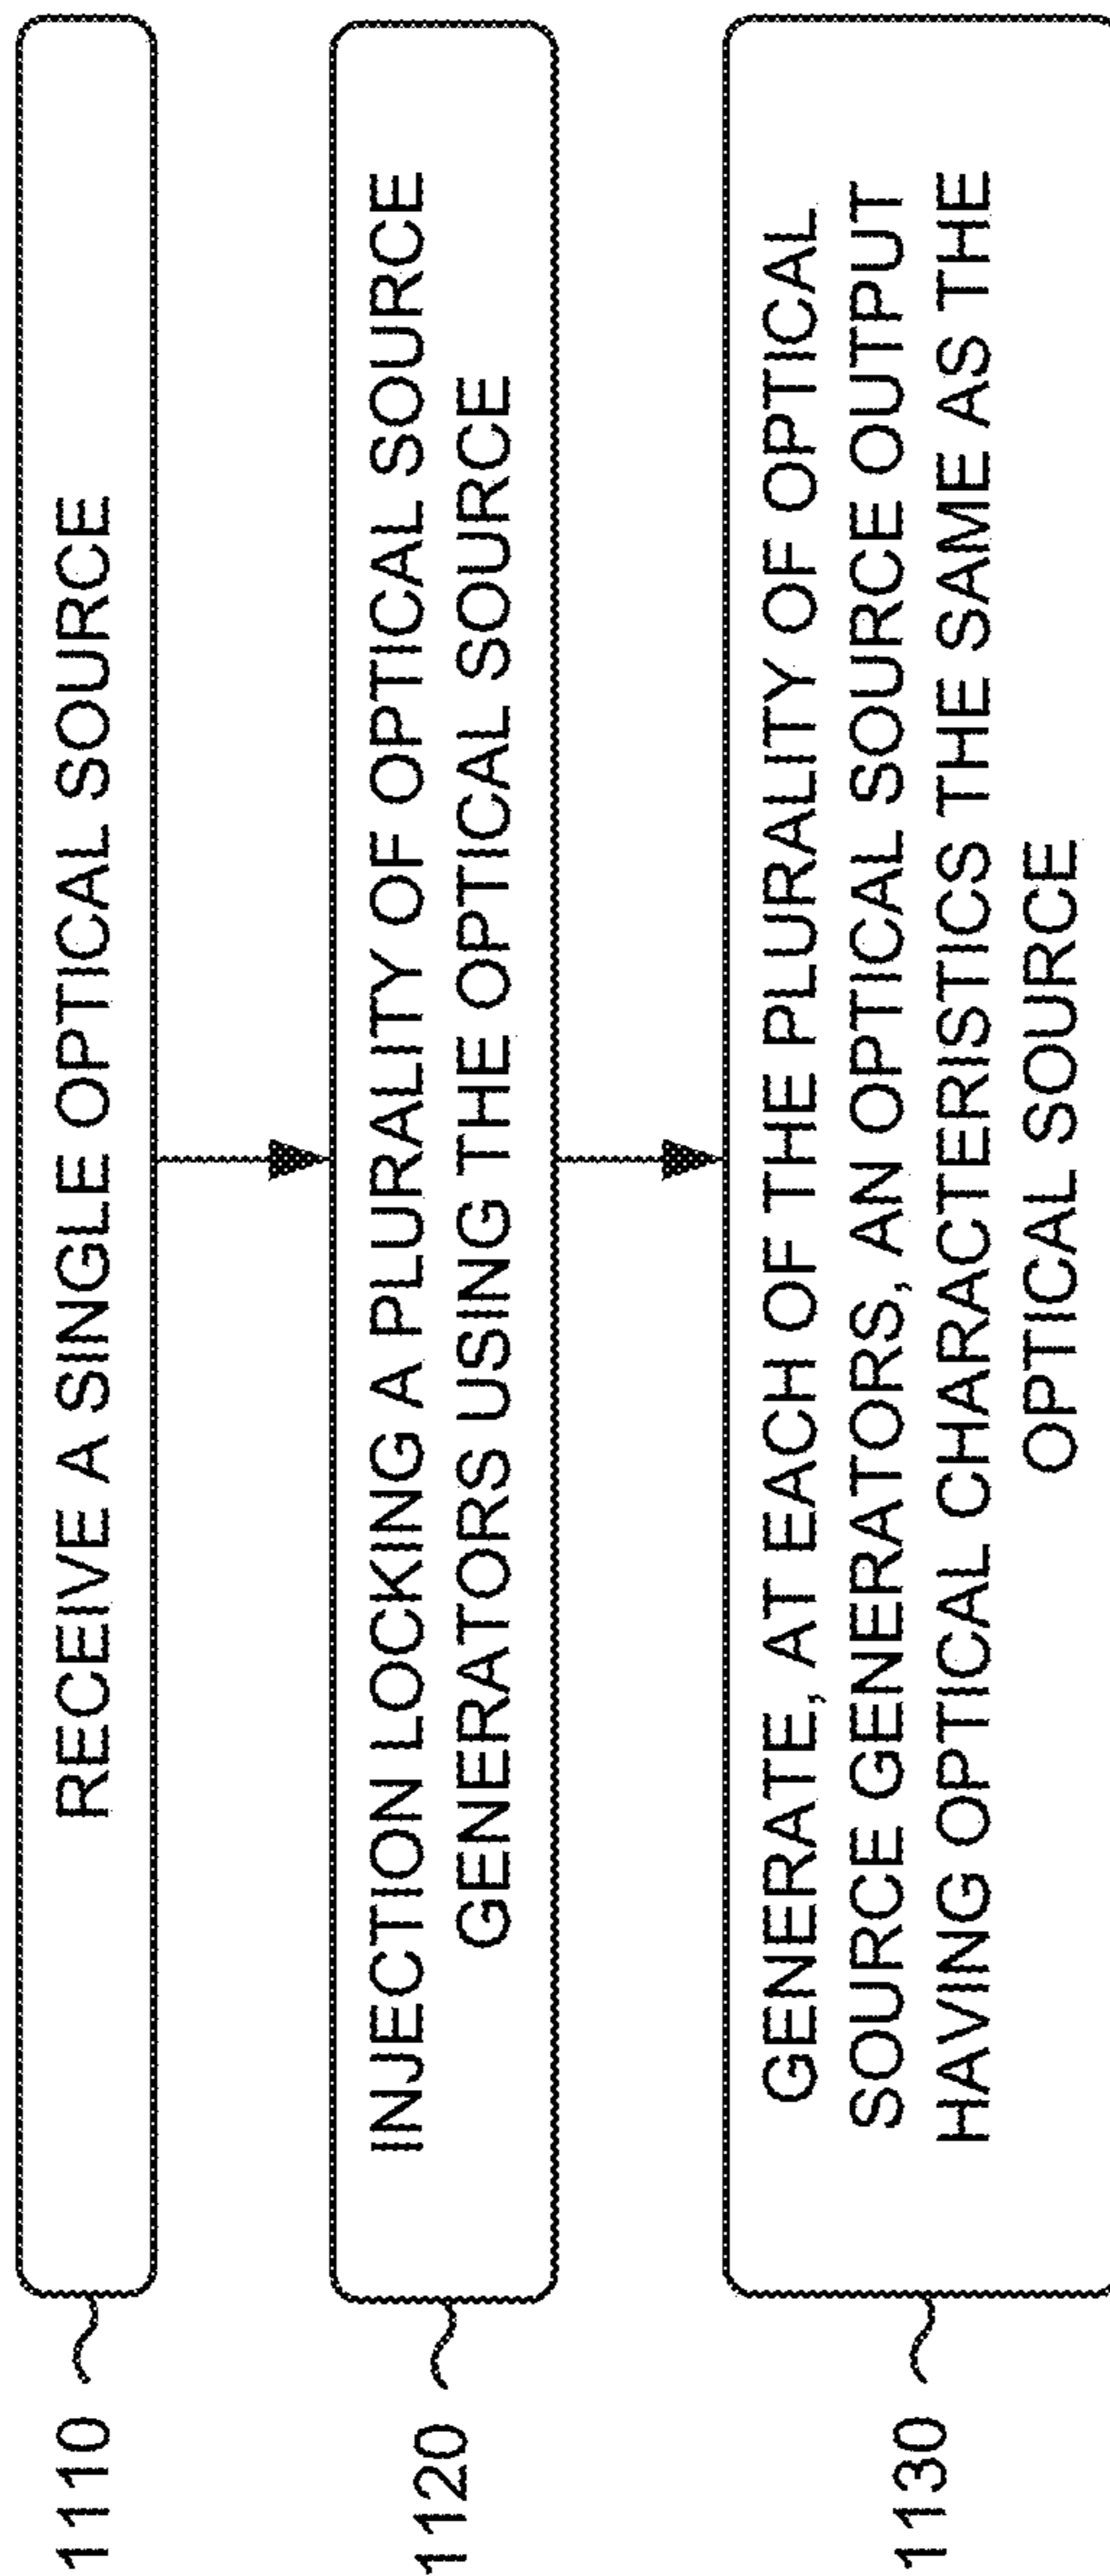 1110
RECEIVE A SINGLE OPTICAL SOURCE
1120
INJECTION LOCKING A PLURALITY OF OPTICAL SOURCE
GENERATORS USING THE OPTICAL SOURCE
1130
GENERATE, AT EACH OF THE PLURALITY OF OPTICAL
SOURCE GENERATORS, AN OPTICAL SOURCE OUTPUT
HAVING OPTICAL CHARACTERISTICS THE SAME AS THE
OPTICAL SOURCE